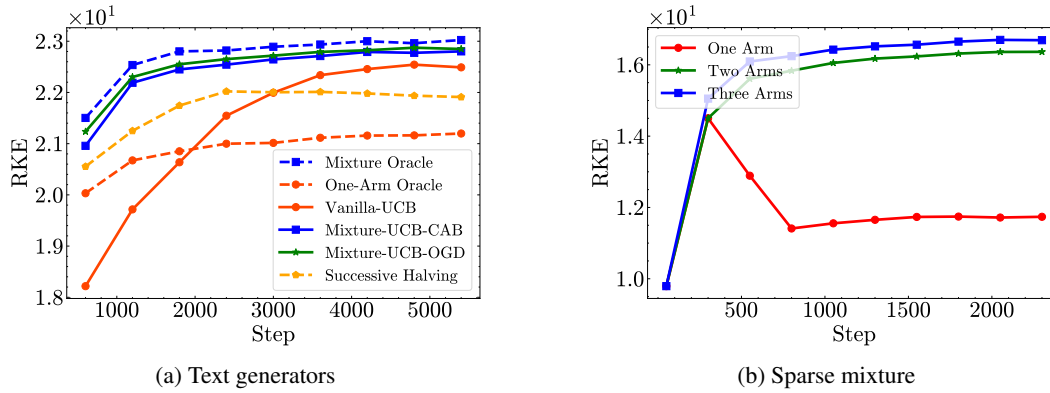 ×10¹
2.3
2.2
2.1
2.0
1.9
1.8
RKE
1000
2000
3000
4000
5000
Step
Mixture Oracle
One-Arm Oracle
Vanilla-UCB
Mixture-UCB-CAB
Mixture-UCB-OGD
Successive Halving
(a) Text generators
×10¹
1.6
1.4
1.2
1.0
RKE
500
1000
1500
2000
Step
One Arm
Two Arms
Three Arms
(b) Sparse mixture